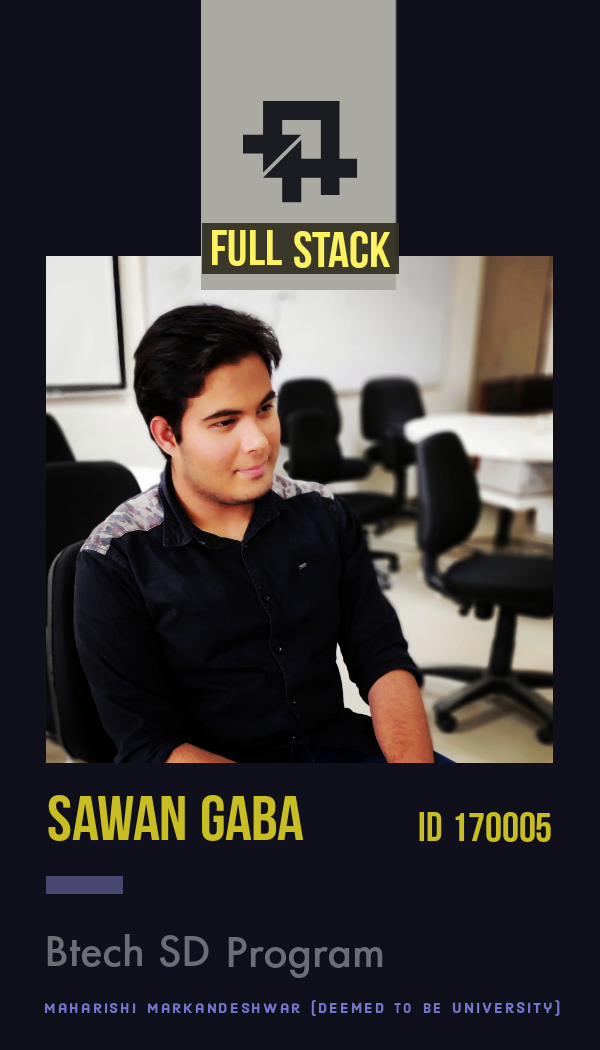 FULL STACK
SAWAN GABA
ID 170005
Btech SD Program
MAHARISHI MARKANDESHWAR (DEEMED TO BE UNIVERSITY)